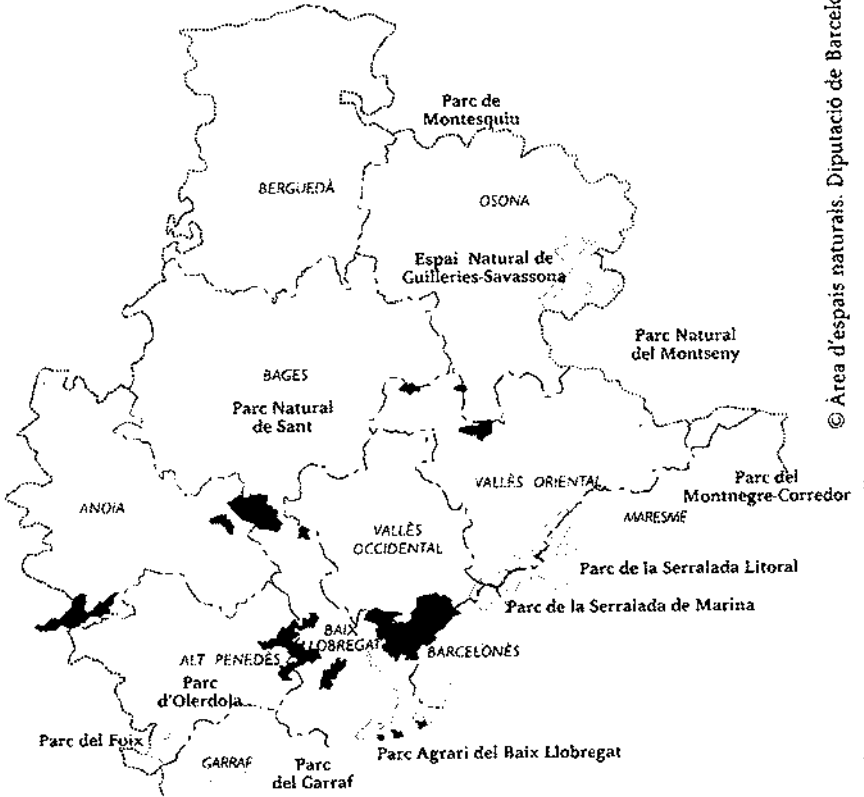 Parc de
Montesquiu
BERGUEDÀ
OSONA
Espai Natural de
Guilleries-Savassona
Parc Natural
del Montseny
BAGES
Parc Natural
de Sant
VALLÈS ORIENTAL
Parc del
Montnegre-Corredor
ANOIA
MARESME
VALLÈS
OCCIDENTAL
Parc de la Serralada Litoral
Parc de la Serralada de Marina
BAIX
LLOBREGAT
BARCELONÈS
ALT PENEDÈS
Parc
d'Olerdola
Parc del Foix
GARRAF
Parc
del Garraf
Parc Agrari del Baix Llobregat
© Àrea d'espais naturals. Diputació de